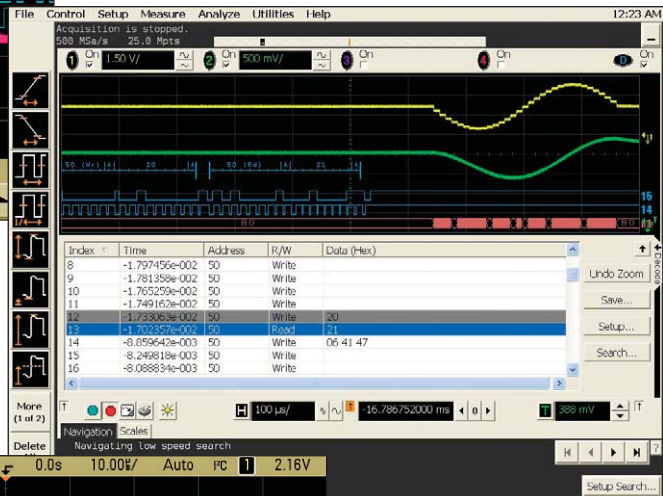 File Control Setup Measure Analyze Utilities Help 12:23 AM
Acquisition is stopped.
500 MSa/s 25.0 Mpts
1 On 1.50 V/ 2 On 500 mV/ 3 On 4 On D On
50 (Wr) |A| 20 |A| 50 (Rd) |A| 21 |A|
15
14
80 80
Index Time Address R/W Data (Hex)
8 -1.797456e-002 50 Write
9 -1.781358e-002 50 Write
10 -1.765259e-002 50 Write
11 -1.749162e-002 50 Write
12 -1.733063e-002 50 Write 20
13 -1.702357e-002 50 Read 21
14 -8.859642e-003 50 Write 06 41 47
15 -8.249818e-003 50 Write
16 -8.088834e-003 50 Write
Decode
Undo Zoom
Save...
Setup...
Search...
More
(1 of 2)
H 100 µs/ -16.786752000 ms 0 T 388 mV
Navigation Scales
Delete
Navigating low speed search
0.0s 10.00 Auto I²C 1 2.16V
Setup Search...